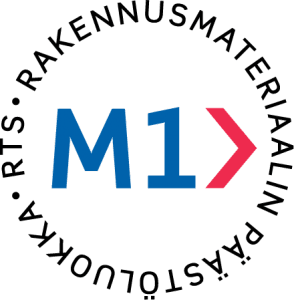 RTS • RAKENNUSMATERIAALIN PÄÄSTÖLUOKKA •
M1